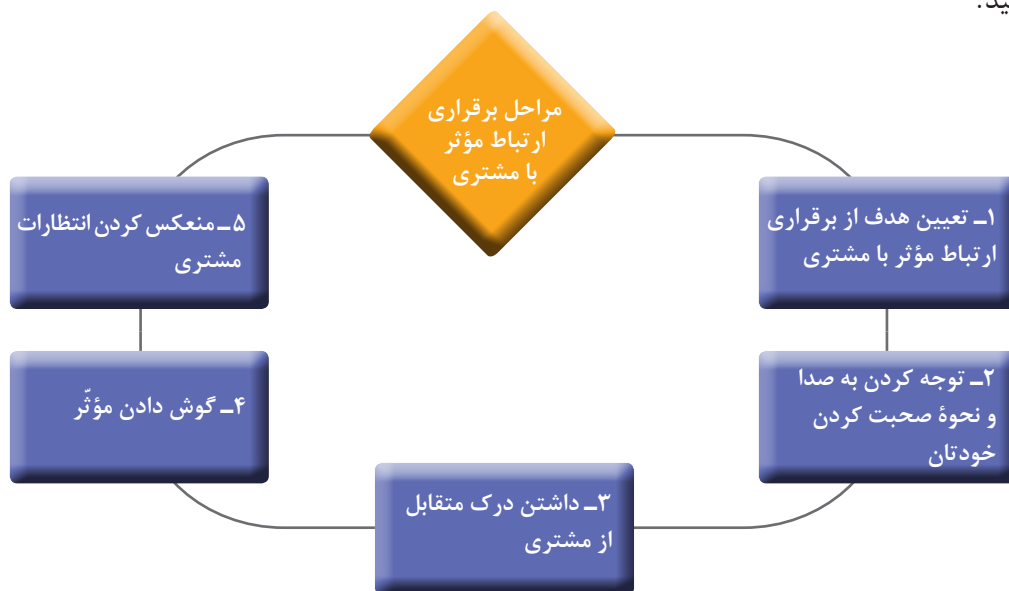 ید.
مراحل برقراری
ارتباط مؤثر
با مشتری
۱ـ تعیین هدف از برقراری
ارتباط مؤثر با مشتری
۲ـ توجه کردن به صدا
و نحوۀ صحبت کردن
خودتان
۳ـ داشتن درک متقابل
از مشتری
۴ـ گوش دادن مؤثّر
۵ـ منعکس کردن انتظارات
مشتری